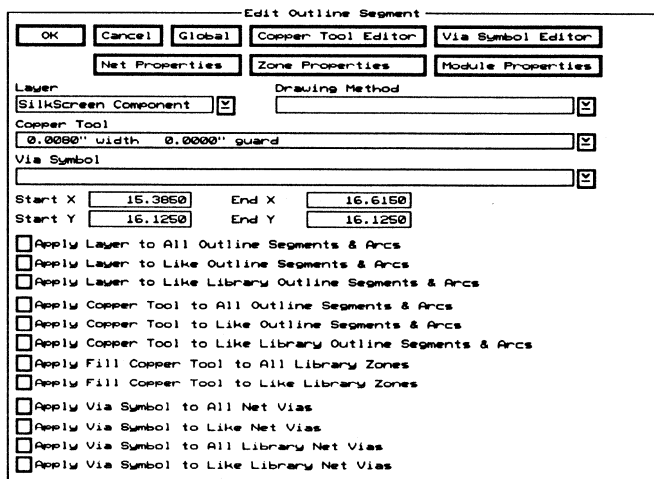 Edit Outline Segment
OK Cancel Global Copper Tool Editor Via Symbol Editor
Net Properties Zone Properties Module Properties
Layer Drawing Method
SilkScreen Component
Copper Tool
0.0080" width 0.0000" guard
Via Symbol
Start X 15.3850 End X 16.6150
Start Y 16.1250 End Y 16.1250
Apply Layer to All Outline Segments & Arcs
Apply Layer to Like Outline Segments & Arcs
Apply Layer to Like Library Outline Segments & Arcs
Apply Copper Tool to All Outline Segments & Arcs
Apply Copper Tool to Like Outline Segments & Arcs
Apply Copper Tool to Like Library Outline Segments & Arcs
Apply Fill Copper Tool to All Library Zones
Apply Fill Copper Tool to Like Library Zones
Apply Via Symbol to All Net Vias
Apply Via Symbol to Like Net Vias
Apply Via Symbol to All Library Net Vias
Apply Via Symbol to Like Library Net Vias